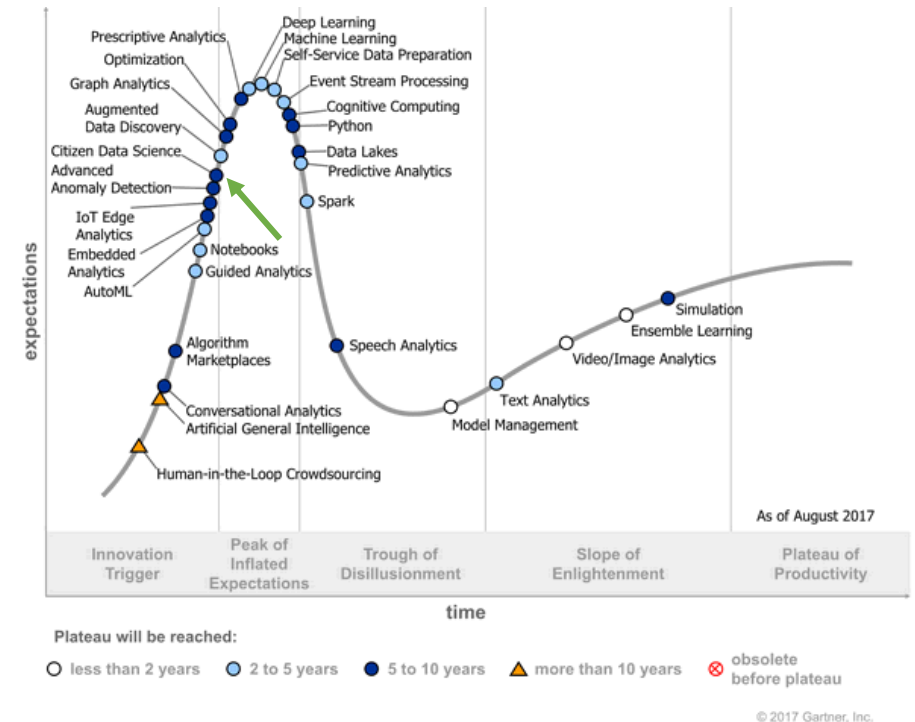 Deep Learning
Machine Learning
Self-Service Data Preparation
Event Stream Processing
Cognitive Computing
Python
Data Lakes
Predictive Analytics
Spark
Prescriptive Analytics
Optimization
Graph Analytics
Augmented
Data Discovery
Citizen Data Science
Advanced
Anomaly Detection
IoT Edge
Analytics
Embedded
Analytics
AutoML
Notebooks
Guided Analytics
Algorithm
Marketplaces
Conversational Analytics
Artificial General Intelligence
Human-in-the-Loop Crowdsourcing
Speech Analytics
Model Management
Text Analytics
Video/Image Analytics
Ensemble Learning
Simulation
expectations
As of August 2017
Innovation
Trigger
Peak of
Inflated
Expectations
Trough of
Disillusionment
Slope of
Enlightenment
Plateau of
Productivity
time
Plateau will be reached:
less than 2 years
2 to 5 years
5 to 10 years
more than 10 years
obsolete
before plateau
© 2017 Gartner, Inc.